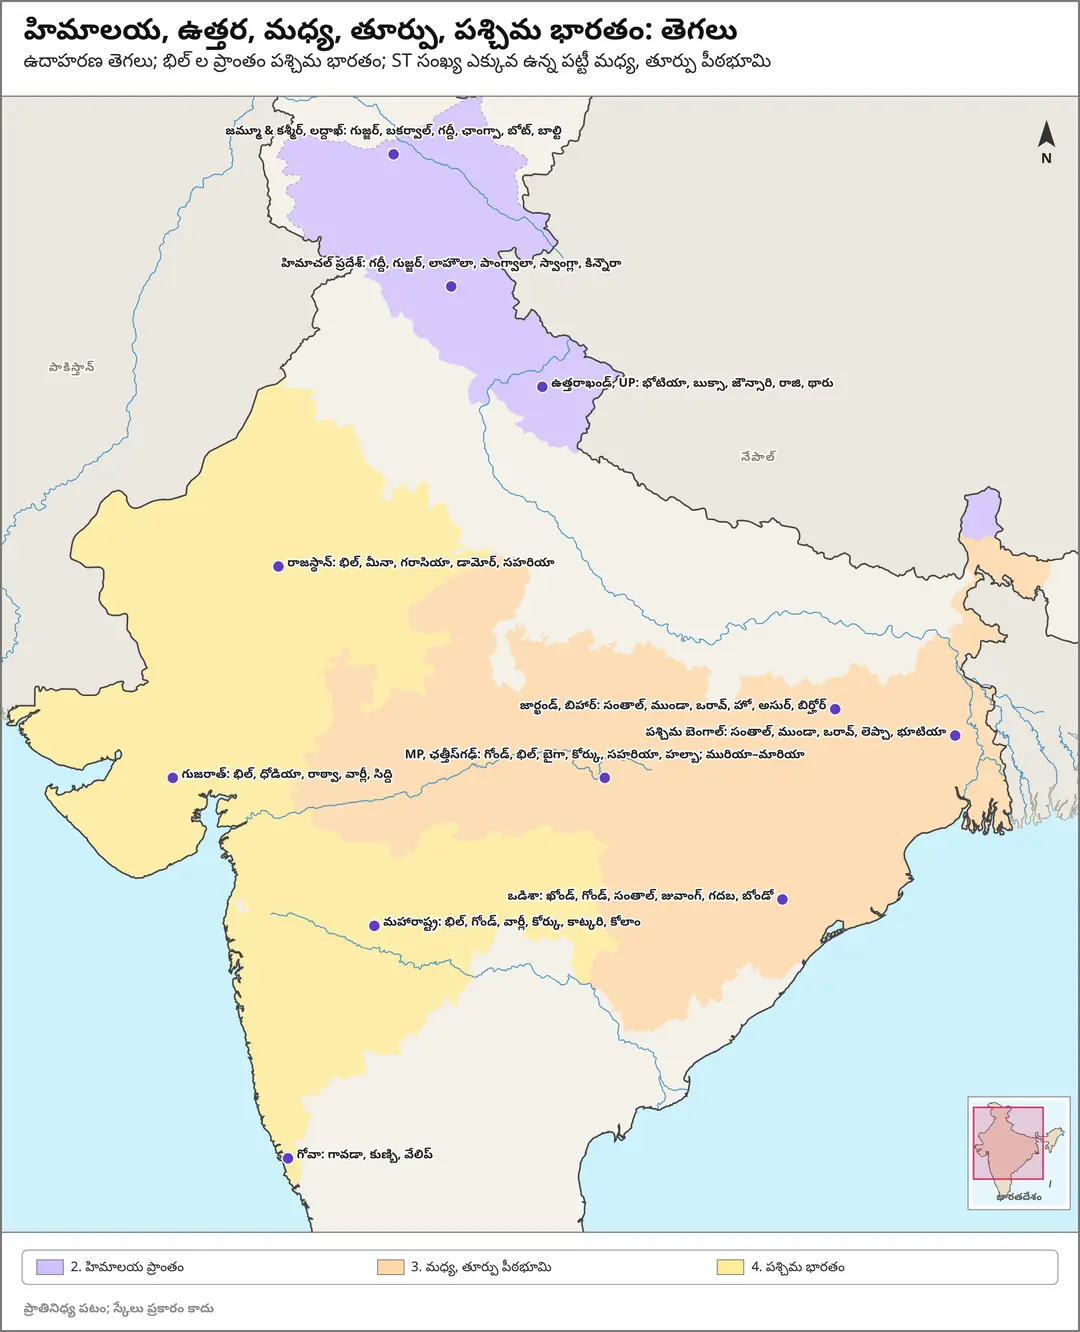 హిమాలయ, ఉత్తర, మధ్య, తూర్పు, పశ్చిమ భారతం: తెగలు
ఉదాహరణ తెగలు; భిల్ ల ప్రాంతం పశ్చిమ భారతం; ST సంఖ్య ఎక్కువ ఉన్న పట్టీ మధ్య, తూర్పు పీఠభూమి
జమ్మూ & కశ్మీర్, లద్దాఖ్: గుజ్జర్, బకర్వాల్, గద్దీ, ఛాంగ్పా, బోట్, బాల్టి
N
హిమాచల్ ప్రదేశ్: గద్దీ, గుజ్జర్, లాహౌలా, పాంగ్వాలా, స్వాంగ్లా, కిన్నౌరా
పాకిస్తాన్
ఉత్తరాఖండ్, UP: భోటియా, బుక్సా, జౌన్సారి, రాజి, థారు
నేపాల్
రాజస్థాన్: భిల్, మీనా, గరాసియా, డామోర్, సహరియా
జార్ఖండ్, బిహార్: సంతాల్, ముండా, ఒరావ్, హో, అసుర్, బిర్హోర్
పశ్చిమ బెంగాల్: సంతాల్, ముండా, ఒరావ్, లెప్చా, భూటియా
MP, ఛత్తీస్‌గఢ్: గోండ్, భిల్, బైగా, కోర్కు, సహరియా, హల్బా; మురియా-మారియా
గుజరాత్: భిల్, ధోడియా, రాఠ్వా, వార్లీ, సిద్ది
ఒడిశా: ఖోండ్, గోండ్, సంతాల్, జువాంగ్, గదబ, బోండో
మహారాష్ట్ర: భిల్, గోండ్, వార్లీ, కోర్కు, కాట్కరి, కోలాం
గోవా: గావడా, కుణ్బి, వేలిప్
భారతదేశం
2. హిమాలయ ప్రాంతం
3. మధ్య, తూర్పు పీఠభూమి
4. పశ్చిమ భారతం
ప్రాతినిధ్య పటం; స్కేలు ప్రకారం కాదు